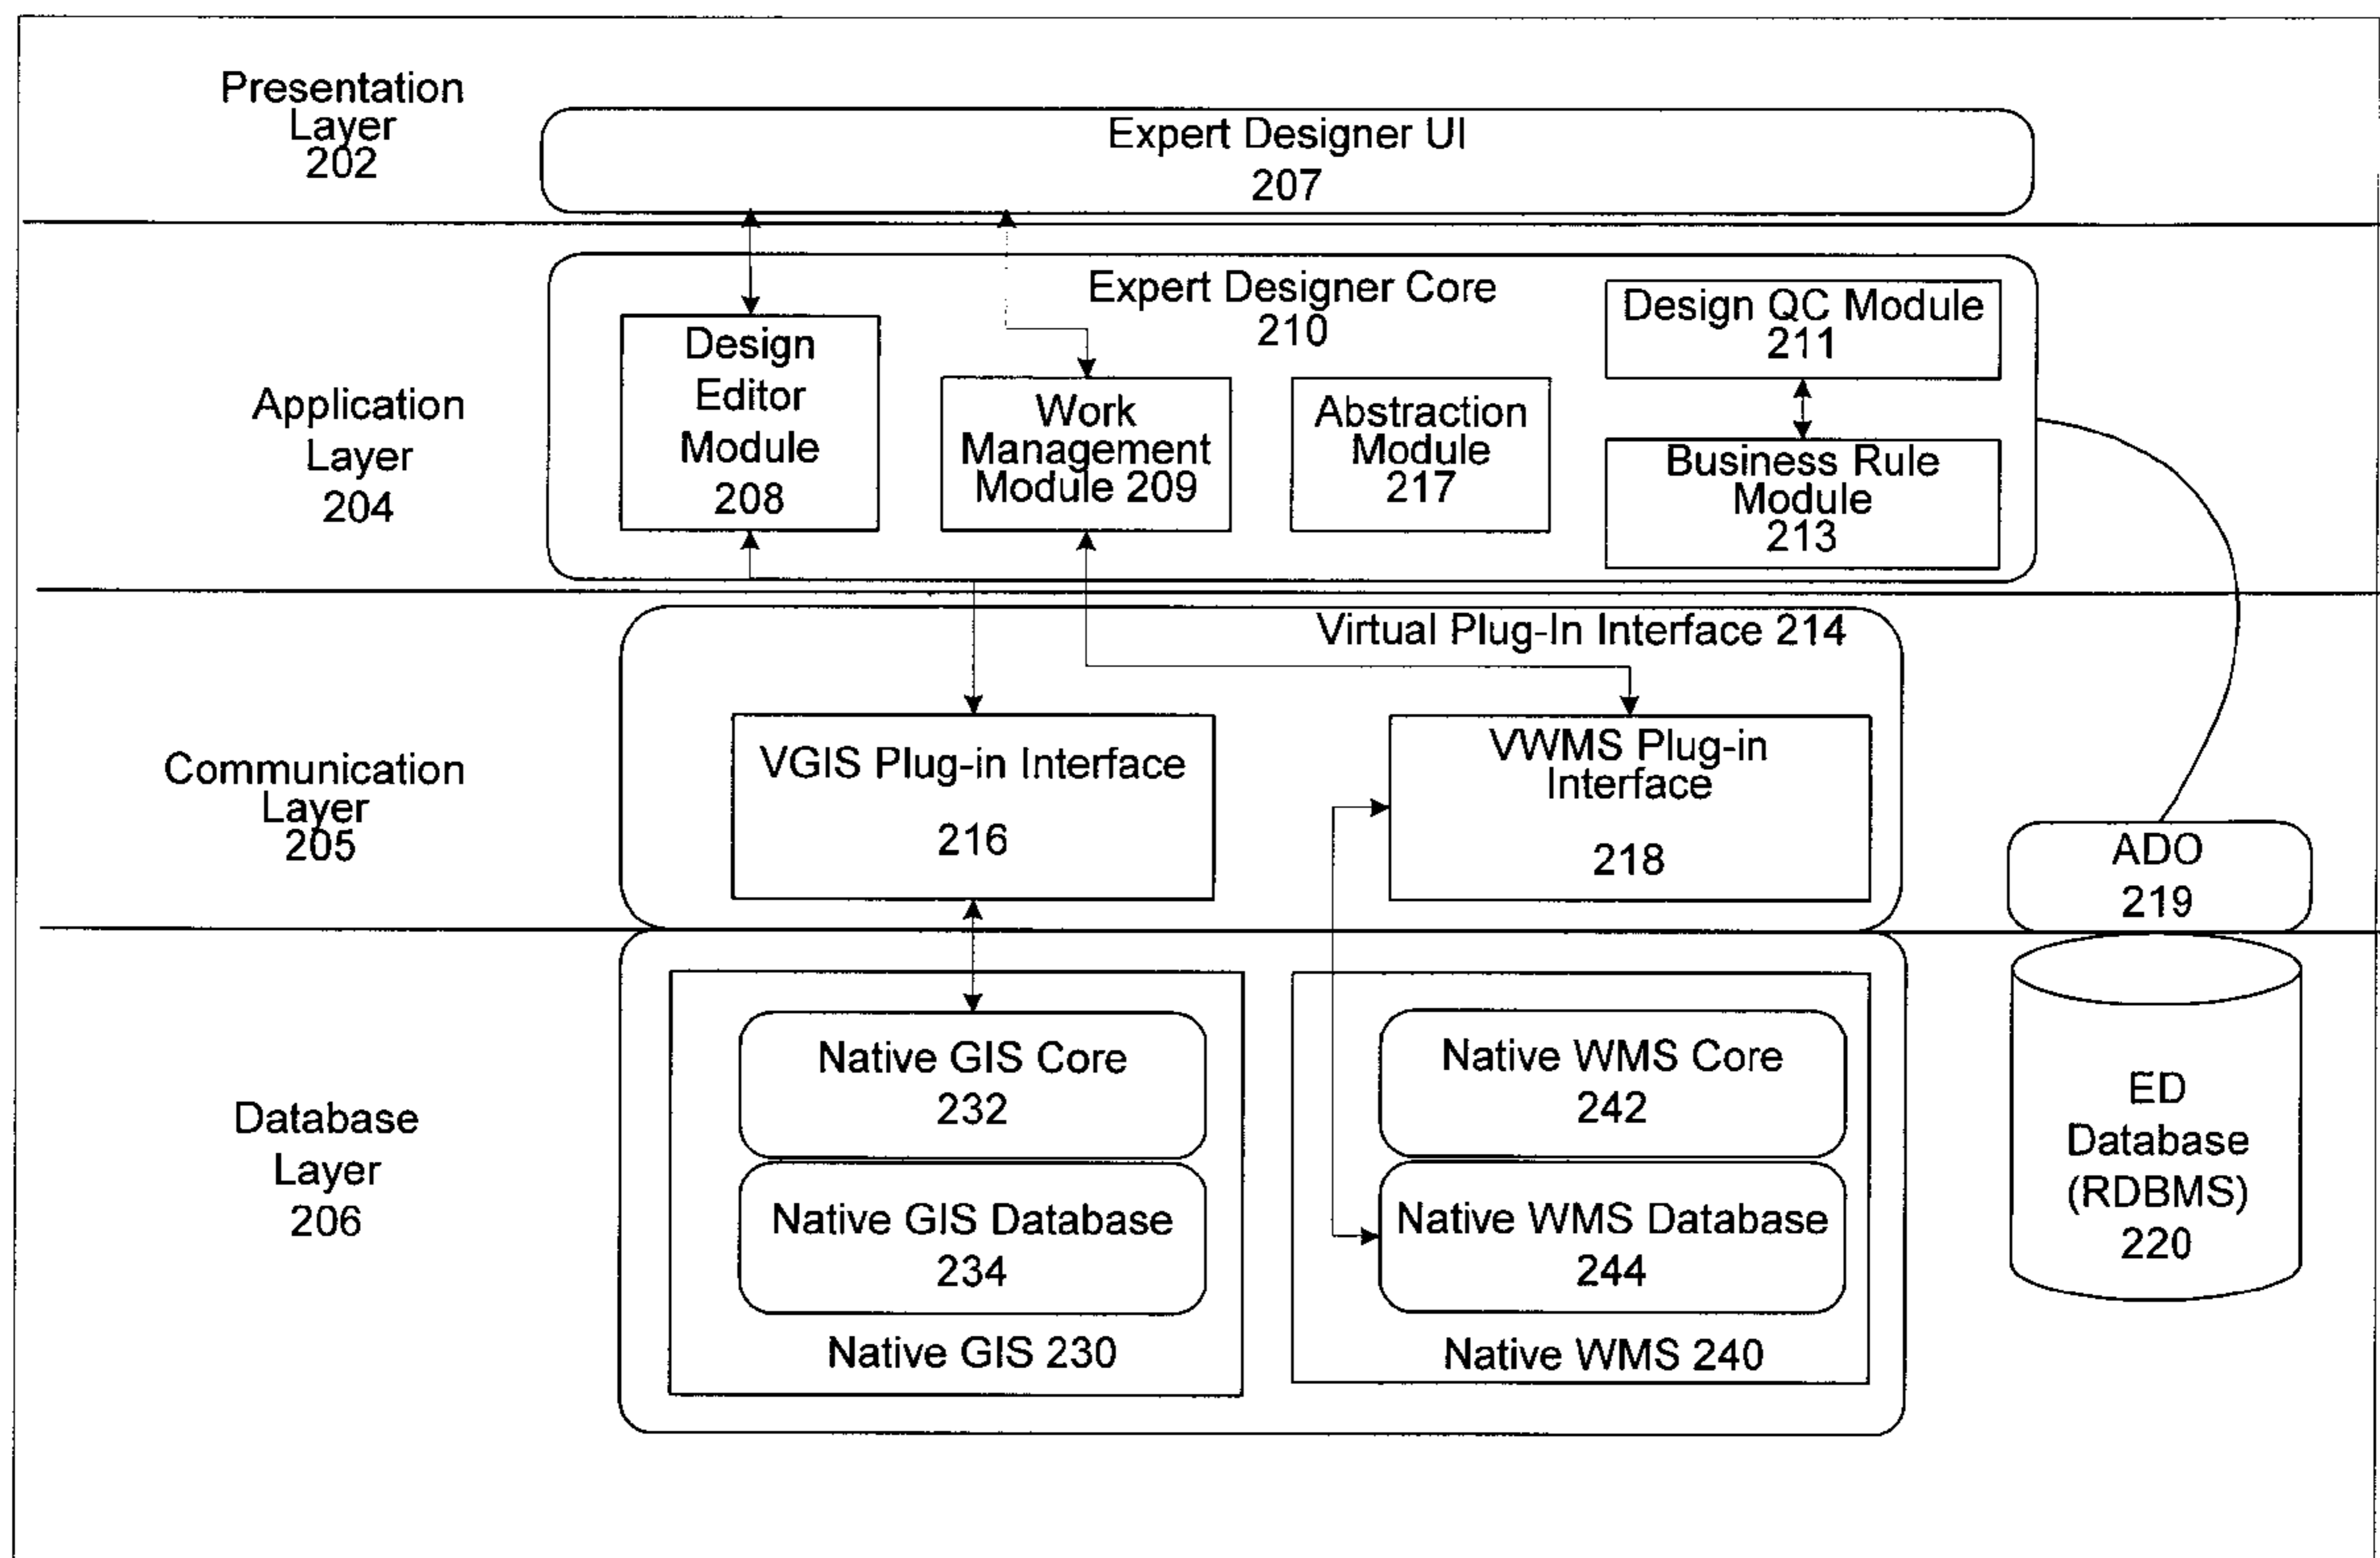 Presentation
Layer
202
Expert Designer UI
207
Application
Layer
204
Expert Designer Core
210
Design
Editor
Module
208
Work
Management
Module 209
Abstraction
Module
217
Design QC Module
211
Business Rule
Module
213
Communication
Layer
205
Virtual Plug-In Interface 214
VGIS Plug-in Interface
216
VWMS Plug-in
Interface
218
ADO
219
Database
Layer
206
Native GIS Core
232
Native GIS Database
234
Native GIS 230
Native WMS Core
242
Native WMS Database
244
Native WMS 240
ED
Database
(RDBMS)
220